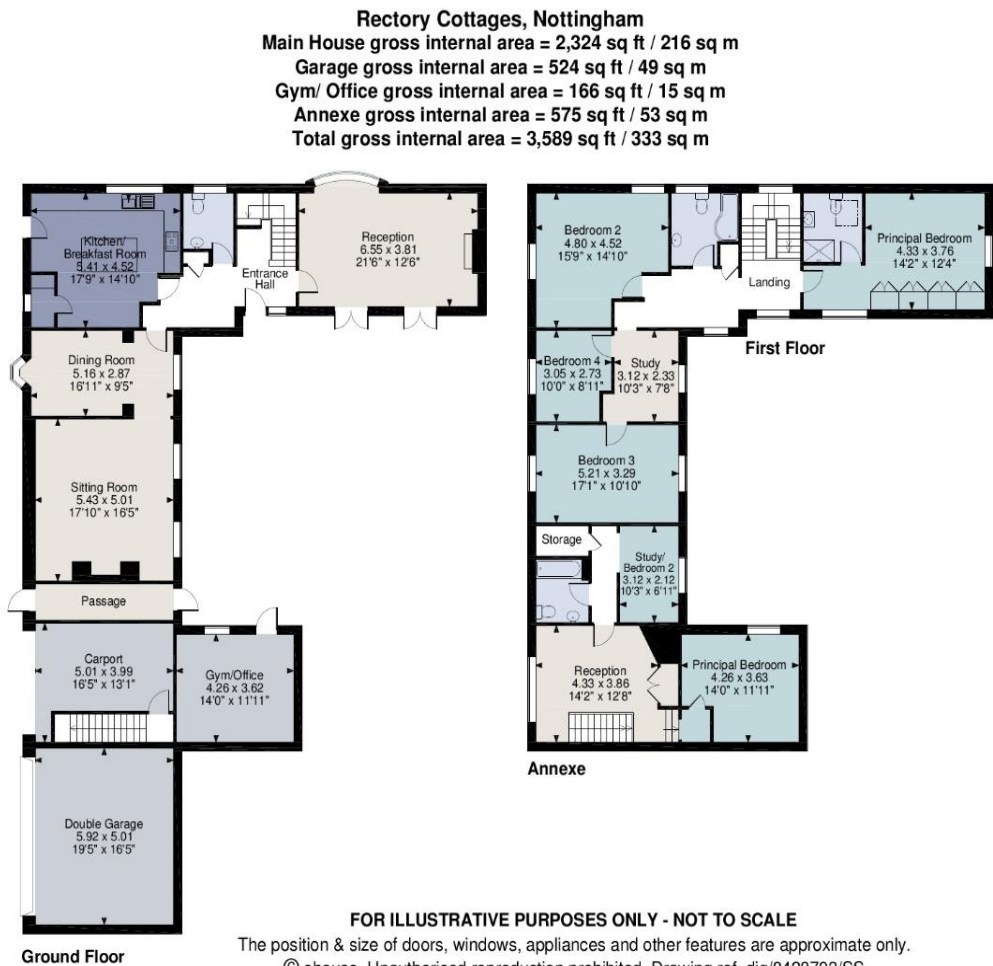 Rectory Cottages, Nottingham
Main House gross internal area = 2,324 sq ft / 216 sq m
Garage gross internal area = 524 sq ft / 49 sq m
Gym/ Office gross internal area = 166 sq ft / 15 sq m
Annexe gross internal area = 575 sq ft / 53 sq m
Total gross internal area = 3,589 sq ft / 333 sq m
Kitchen/
Breakfast Room
5.41 x 4.52
17'9" x 14'10"
Entrance
Hall
Reception
6.55 x 3.81
21'6" x 12'6"
Dining Room
5.16 x 2.87
16'11" x 9'5"
Sitting Room
5.43 x 5.01
17'10" x 16'5"
Passage
Carport
5.01 x 3.99
16'5" x 13'1"
Gym/Office
4.26 x 3.62
14'0" x 11'11"
Double Garage
5.92 x 5.01
19'5" x 16'5"
Ground Floor
Bedroom 2
4.80 x 4.52
15'9" x 14'10"
Landing
Principal Bedroom
4.33 x 3.76
14'2" x 12'4"
First Floor
Bedroom 4
3.05 x 2.73
10'0" x 8'11"
Study
3.12 x 2.33
10'3" x 7'8"
Bedroom 3
5.21 x 3.29
17'1" x 10'10"
Storage
Study/
Bedroom 2
3.12 x 2.12
10'3" x 6'11"
Reception
4.33 x 3.86
14'2" x 12'8"
Principal Bedroom
4.26 x 3.63
14'0" x 11'11"
Annexe
FOR ILLUSTRATIVE PURPOSES ONLY - NOT TO SCALE
The position & size of doors, windows, appliances and other features are approximate only.
© ehouse. Unauthorised reproduction prohibited. Drawing ref. dig/